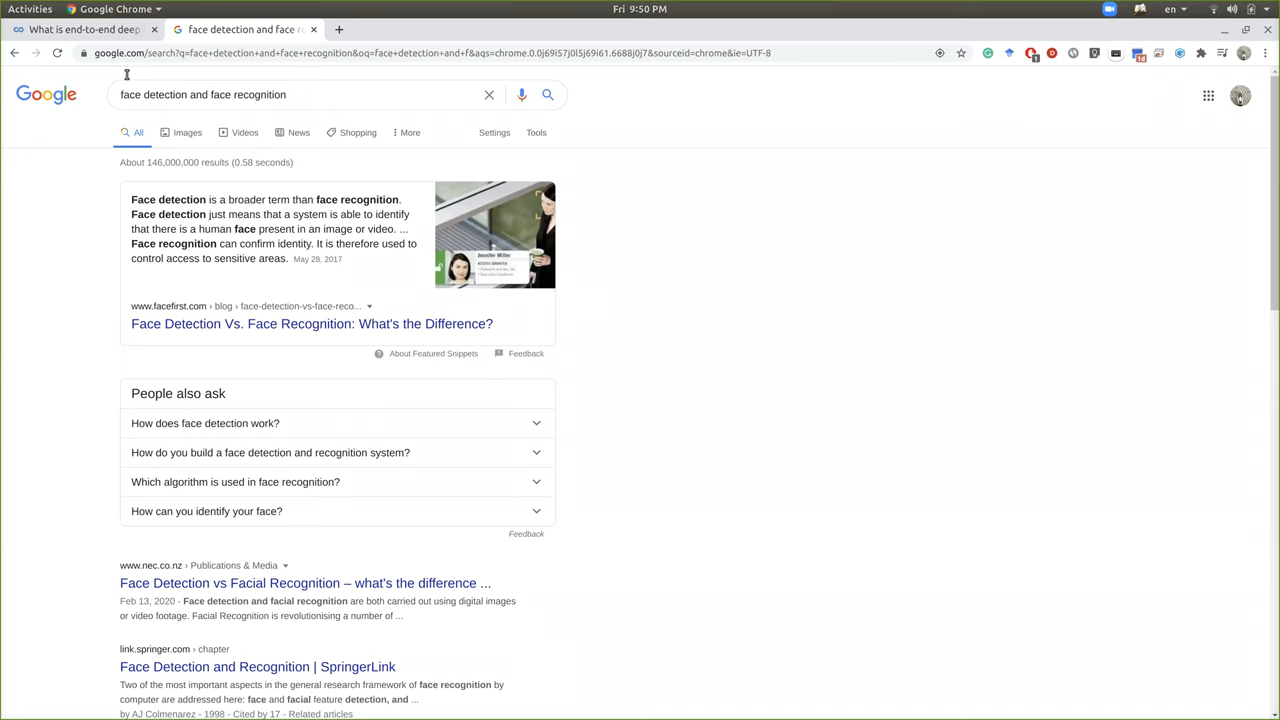 Activities
Google Chrome
Fri 9:50 PM
en
What is end-to-end deep l
face detection and face re
google.com/search?q=face+detection+and+face+recognition&oq=face+detection+and+f&aqs=chrome.0.0j69i57j0l5j69i61.6688j0j7&sourceid=chrome&ie=UTF-8
Google
face detection and face recognition
All
Images
Videos
News
Shopping
More
Settings
Tools
About 146,000,000 results (0.58 seconds)
Face detection is a broader term than face recognition.
Face detection just means that a system is able to identify
that there is a human face present in an image or video. ...
Face recognition can confirm identity. It is therefore used to
control access to sensitive areas. May 28, 2017
Jennifer Miller
ACCESS GRANTED
www.facefirst.com › blog › face-detection-vs-face-reco...
Face Detection Vs. Face Recognition: What's the Difference?
About Featured Snippets
Feedback
People also ask
How does face detection work?
How do you build a face detection and recognition system?
Which algorithm is used in face recognition?
How can you identify your face?
Feedback
www.nec.co.nz › Publications & Media
Face Detection vs Facial Recognition – what's the difference ...
Feb 13, 2020 - Face detection and facial recognition are both carried out using digital images
or video footage. Facial Recognition is revolutionising a number of ...
link.springer.com › chapter
Face Detection and Recognition | SpringerLink
Two of the most important aspects in the general research framework of face recognition by
computer are addressed here: face and facial feature detection, and ...
by AJ Colmenarez - 1998 - Cited by 17 - Related articles